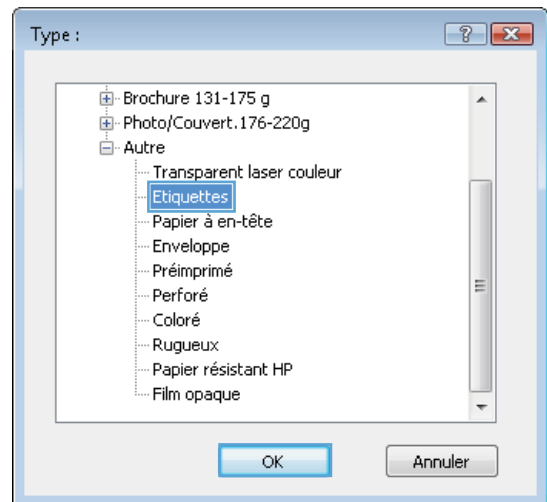 Type :
Brochure 131-175 g
Photo/Couvert.176-220g
Autre
Transparent laser couleur
Etiquettes
Papier à en-tête
Enveloppe
Préimprimé
Perforé
Coloré
Rugueux
Papier résistant HP
Film opaque
OK
Annuler